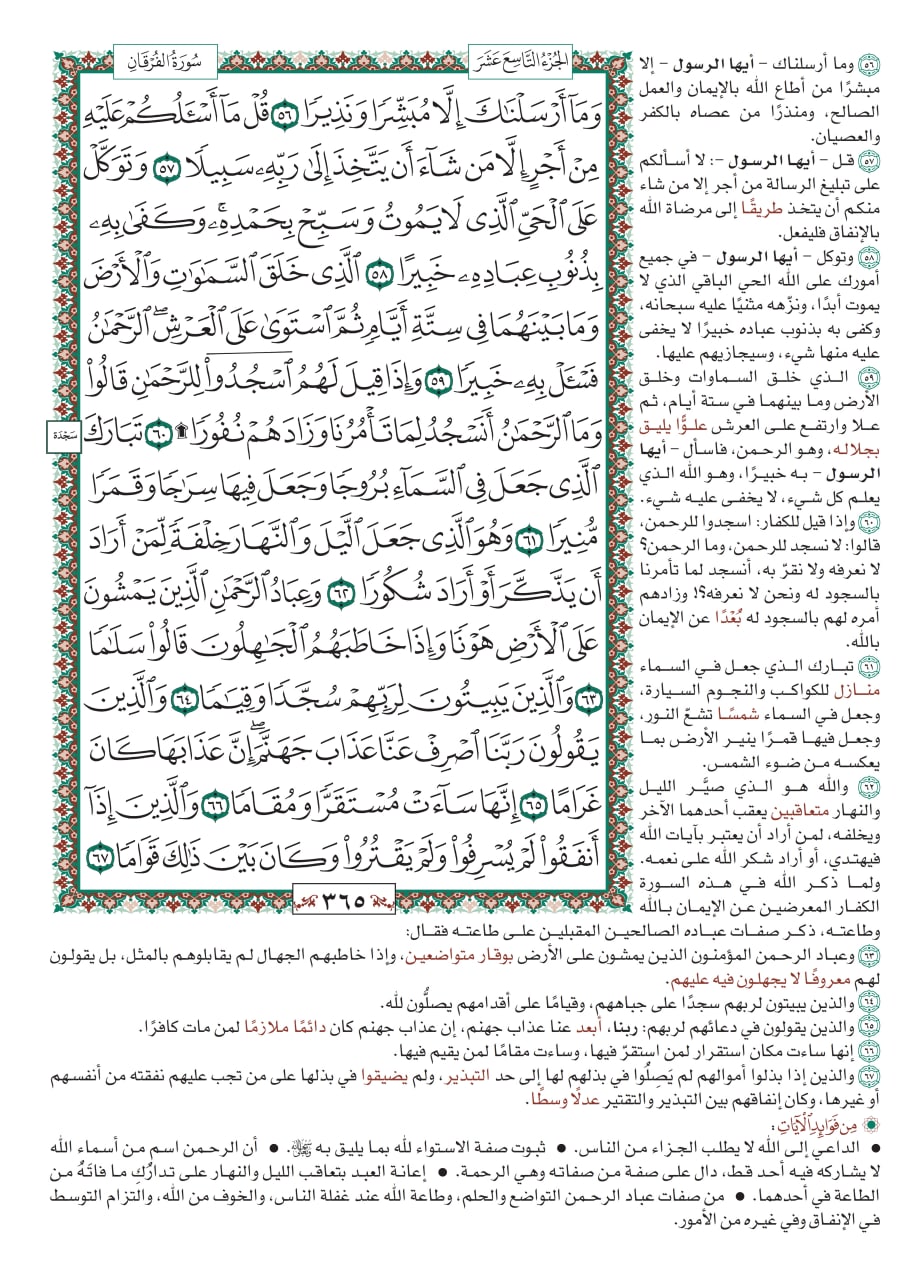 سُورَةُ الفُرْقَانِ
الجُزْءُ التَّاسِعَ عَشَرَ
وَمَآ أَرْسَلْنَٰكَ إِلَّا مُبَشِّرًا وَنَذِيرًا ٥٦ قُلْ مَآ أَسْـَٔلُكُمْ عَلَيْهِ
مِنْ أَجْرٍ إِلَّا مَن شَآءَ أَن يَتَّخِذَ إِلَىٰ رَبِّهِۦ سَبِيلًا ٥٧ وَتَوَكَّلْ
عَلَى ٱلْحَىِّ ٱلَّذِى لَا يَمُوتُ وَسَبِّحْ بِحَمْدِهِۦ ۚ وَكَفَىٰ بِهِۦ
بِذُنُوبِ عِبَادِهِۦ خَبِيرًا ٥٨ ٱلَّذِى خَلَقَ ٱلسَّمَٰوَٰتِ وَٱلْأَرْضَ
وَمَا بَيْنَهُمَا فِى سِتَّةِ أَيَّامٍ ثُمَّ ٱسْتَوَىٰ عَلَى ٱلْعَرْشِ ۖ ٱلرَّحْمَٰنُ
فَسْـَٔلْ بِهِۦ خَبِيرًا ٥٩ وَإِذَا قِيلَ لَهُمُ ٱسْجُدُوا۟ لِلرَّحْمَٰنِ قَالُوا۟
وَمَا ٱلرَّحْمَٰنُ أَنَسْجُدُ لِمَا تَأْمُرُنَا وَزَادَهُمْ نُفُورًا ۩ ٦٠ تَبَارَكَ
سَجْدَة
ٱلَّذِى جَعَلَ فِى ٱلسَّمَآءِ بُرُوجًا وَجَعَلَ فِيهَا سِرَٰجًا وَقَمَرًا
مُّنِيرًا ٦١ وَهُوَ ٱلَّذِى جَعَلَ ٱلَّيْلَ وَٱلنَّهَارَ خِلْفَةً لِّمَنْ أَرَادَ
أَن يَذَّكَّرَ أَوْ أَرَادَ شُكُورًا ٦٢ وَعِبَادُ ٱلرَّحْمَٰنِ ٱلَّذِينَ يَمْشُونَ
عَلَى ٱلْأَرْضِ هَوْنًا وَإِذَا خَاطَبَهُمُ ٱلْجَٰهِلُونَ قَالُوا۟ سَلَٰمًا
٦٣ وَٱلَّذِينَ يَبِيتُونَ لِرَبِّهِمْ سُجَّدًا وَقِيَٰمًا ٦٤ وَٱلَّذِينَ
يَقُولُونَ رَبَّنَا ٱصْرِفْ عَنَّا عَذَابَ جَهَنَّمَ ۖ إِنَّ عَذَابَهَا كَانَ
غَرَامًا ٦٥ إِنَّهَا سَآءَتْ مُسْتَقَرًّا وَمُقَامًا ٦٦ وَٱلَّذِينَ إِذَآ
أَنفَقُوا۟ لَمْ يُسْرِفُوا۟ وَلَمْ يَقْتُرُوا۟ وَكَانَ بَيْنَ ذَٰلِكَ قَوَامًا ٦٧
٣٦٥
٥٦ وما أرسلناك – أيها الرسول – إلا
مبشرًا من أطاع الله بالإيمان والعمل
الصالح، ومنذرًا من عصاه بالكفر
والعصيان.
٥٧ قل – أيها الرسول –: لا أسألكم
على تبليغ الرسالة من أجر إلا من شاء
منكم أن يتخذ طريقًا إلى مرضاة الله
بالإنفاق فليفعل.
٥٨ وتوكل – أيها الرسول – في جميع
أمورك على الله الحي الباقي الذي لا
يموت أبدًا، ونزّهه مثنيًا عليه سبحانه،
وكفى به بذنوب عباده خبيرًا لا يخفى
عليه منها شيء، وسيجازيهم عليها.
٥٩ الذي خلق السماوات وخلق
الأرض وما بينهما في ستة أيام، ثم
علا وارتفع على العرش علوًّا يليق
بجلاله، وهو الرحمن، فاسأل – أيها
الرسول – به خبيرًا، وهو الله الذي
يعلم كل شيء، لا يخفى عليه شيء.
٦٠ وإذا قيل للكفار: اسجدوا للرحمن،
قالوا: لا نسجد للرحمن، وما الرحمن؟
لا نعرفه ولا نقرّ به، أنسجد لما تأمرنا
بالسجود له ونحن لا نعرفه؟! وزادهم
أمره لهم بالسجود له بُعْدًا عن الإيمان
بالله.
٦١ تبارك الذي جعل في السماء
منازل للكواكب والنجوم السيارة،
وجعل في السماء شمسًا تشعّ النور،
وجعل فيها قمرًا ينير الأرض بما
يعكسه من ضوء الشمس.
٦٢ والله هو الذي صيَّر الليل
والنهار متعاقبين يعقب أحدهما الآخر
ويخلفه، لمن أراد أن يعتبر بآيات الله
فيهتدي، أو أراد شكر الله على نعمه.
ولما ذكر الله في هذه السورة
الكفار المعرضين عن الإيمان بالله
وطاعته، ذكر صفات عباده الصالحين المقبلين على طاعته فقال:
٦٣ وعباد الرحمن المؤمنون الذين يمشون على الأرض بوقار متواضعين، وإذا خاطبهم الجهال لم يقابلوهم بالمثل، بل يقولون
لهم معروفًا لا يجهلون فيه عليهم.
٦٤ والذين يبيتون لربهم سجدًا على جباههم، وقيامًا على أقدامهم يصلُّون لله.
٦٥ والذين يقولون في دعائهم لربهم: ربنا، أبعد عنا عذاب جهنم، إن عذاب جهنم كان دائمًا ملازمًا لمن مات كافرًا.
٦٦ إنها ساءت مكان استقرار لمن استقرّ فيها، وساءت مقامًا لمن يقيم فيها.
٦٧ والذين إذا بذلوا أموالهم لم يَصِلُوا في بذلهم لها إلى حد التبذير، ولم يضيقوا في بذلها على من تجب عليهم نفقته من أنفسهم
أو غيرها، وكان إنفاقهم بين التبذير والتقتير عدلًا وسطًا.
مِن فَوَائِدِ الْآيَاتِ:
• الداعي إلى الله لا يطلب الجزاء من الناس. • ثبوت صفة الاستواء لله بما يليق به ﷾. • أن الرحمن اسم من أسماء الله
لا يشاركه فيه أحد قط، دال على صفة من صفاته وهي الرحمة. • إعانة العبد بتعاقب الليل والنهار على تدارُكِ ما فاتَهُ من
الطاعة في أحدهما. • من صفات عباد الرحمن التواضع والحلم، وطاعة الله عند غفلة الناس، والخوف من الله، والتزام التوسط
في الإنفاق وفي غيره من الأمور.